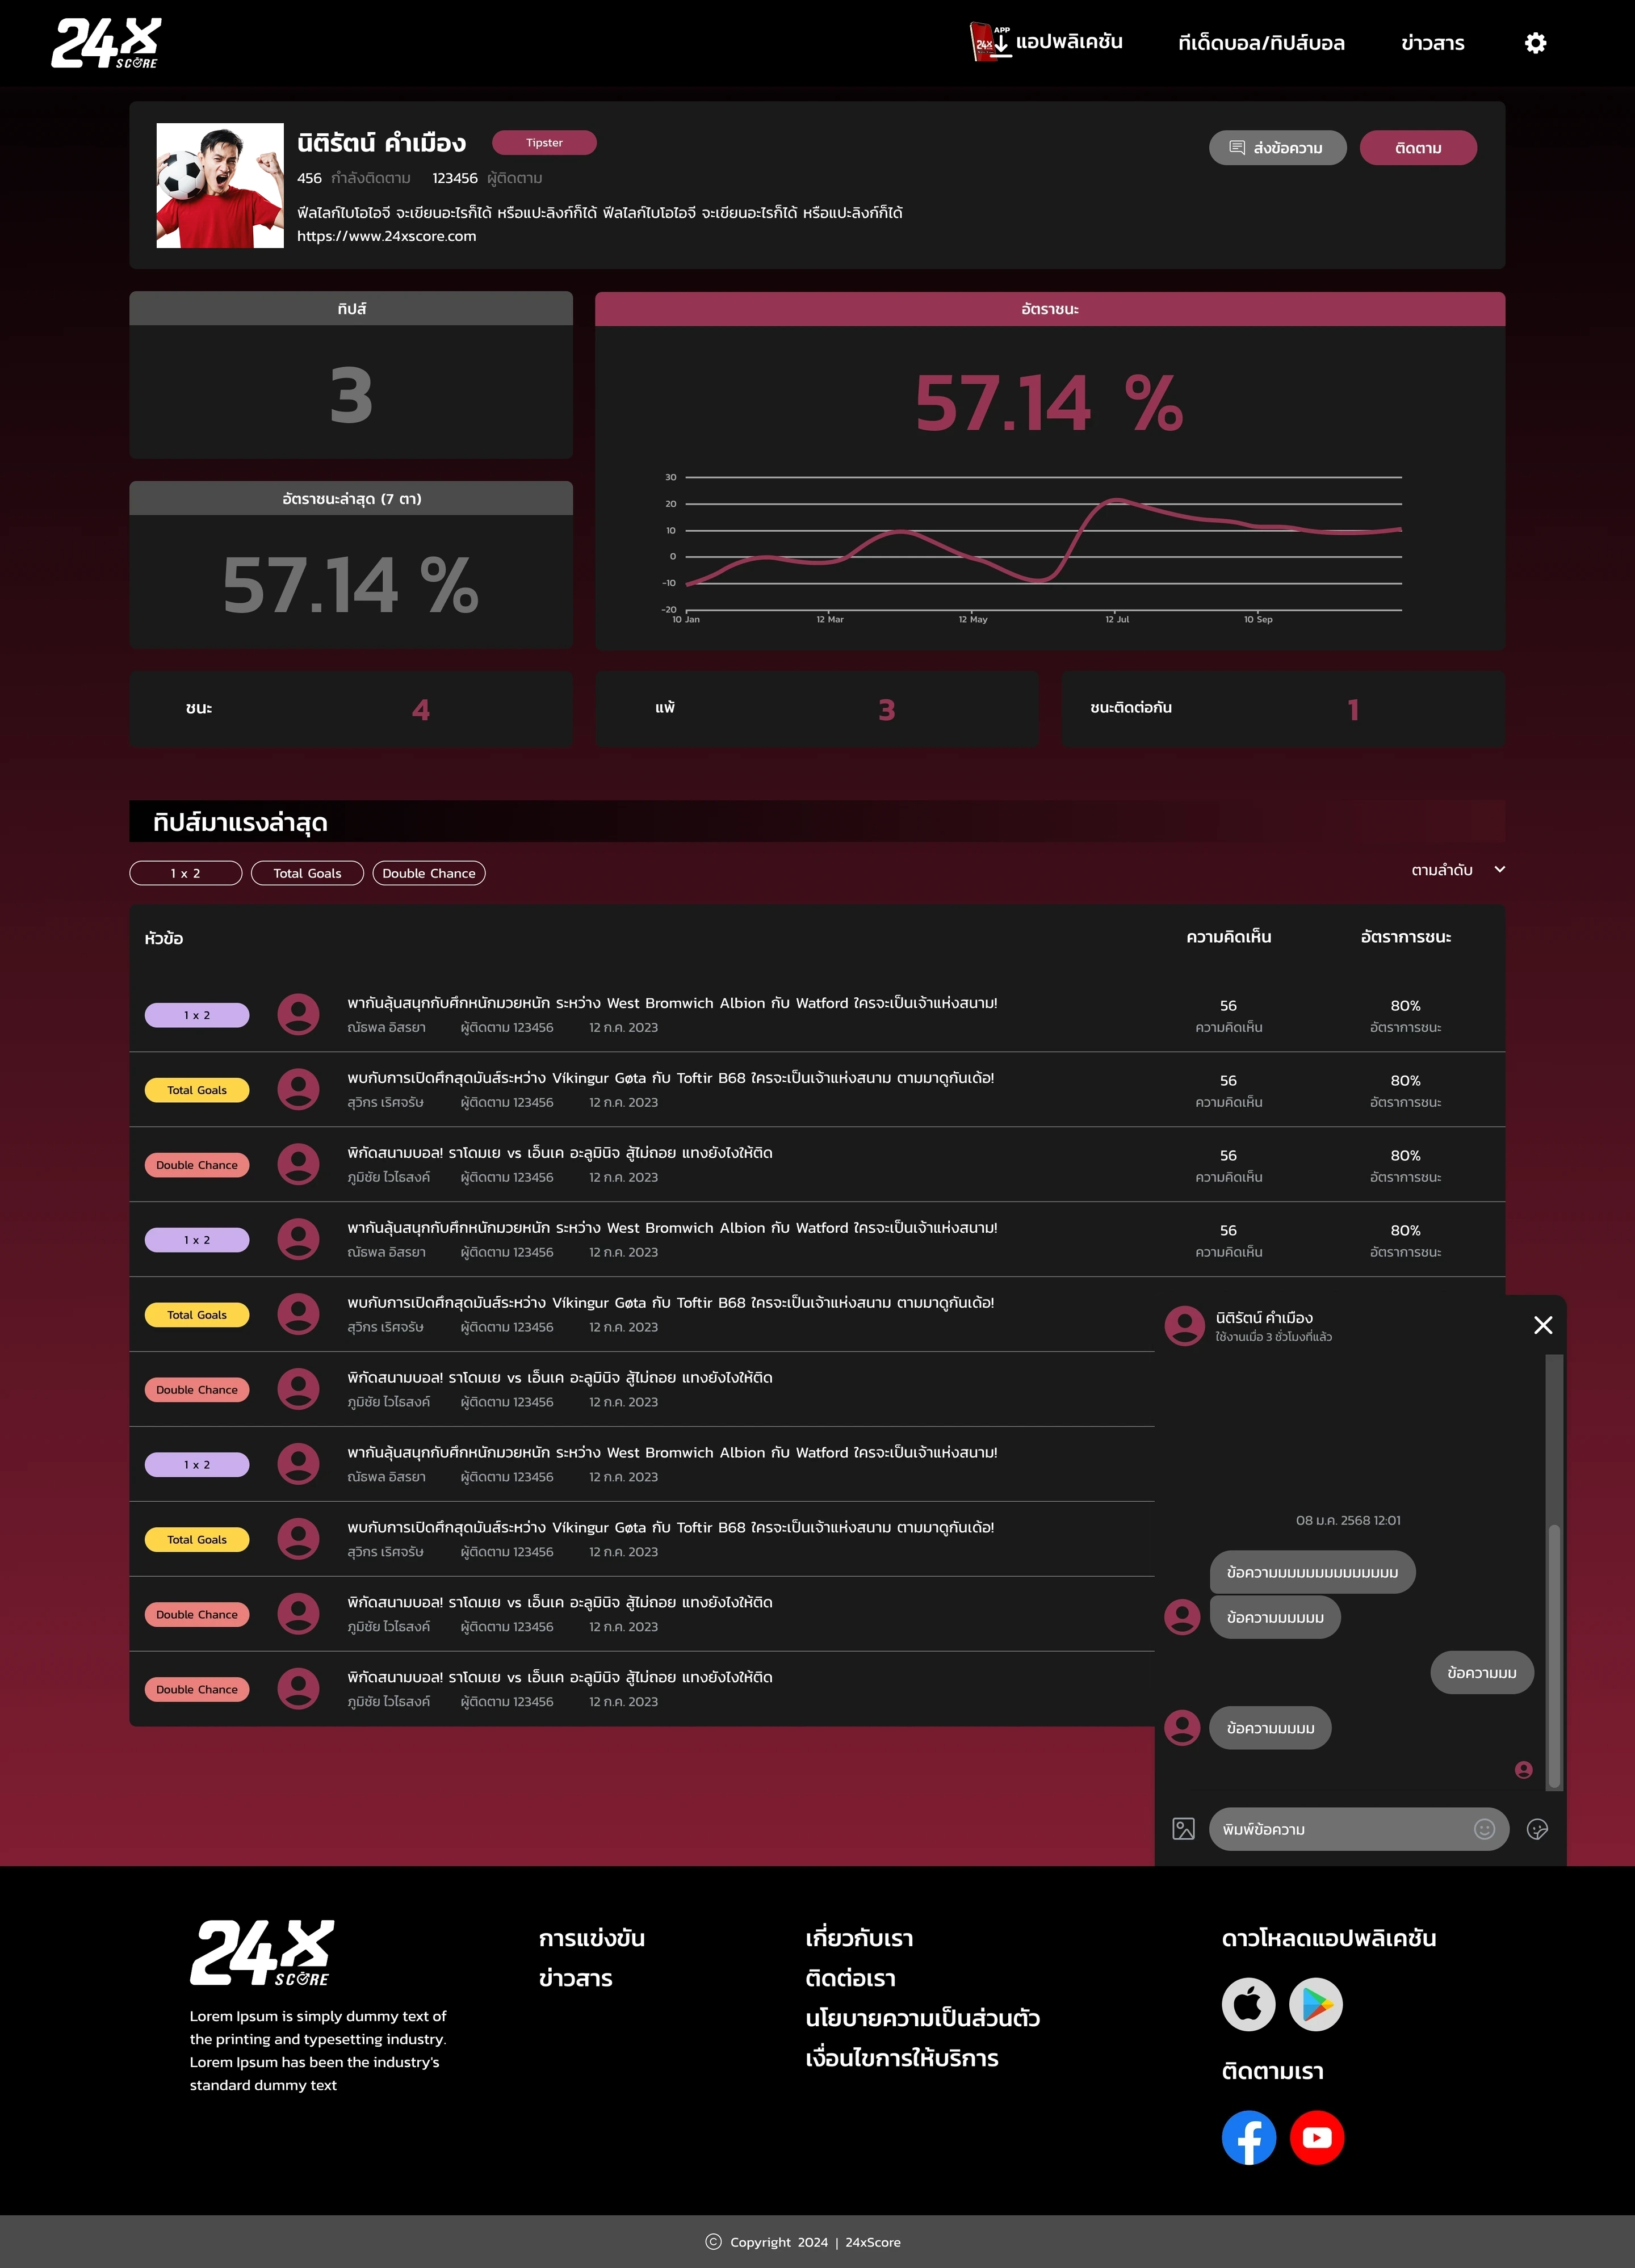 24X
SCORE
APP
24X
แอปพลิเคชัน
ทีเด็ดบอล/ทิปส์บอล
ข่าวสาร
นิติรัตน์ คำเมือง
Tipster
ส่งข้อความ
ติดตาม
456 กำลังติดตาม 123456 ผู้ติดตาม
ฟีลไลก์ไบโอไอจี จะเขียนอะไรก็ได้ หรือแปะลิงก์ก็ได้ ฟีลไลก์ไบโอไอจี จะเขียนอะไรก็ได้ หรือแปะลิงก์ก็ได้
https://www.24xscore.com
ทิปส์
3
อัตราชนะล่าสุด (7 ตา)
57.14 %
อัตราชนะ
57.14 %
30
20
10
0
-10
-20
10 Jan 12 Mar 12 May 12 Jul 10 Sep
ชนะ 4
แพ้ 3
ชนะติดต่อกัน 1
ทิปส์มาแรงล่าสุด
1 x 2 Total Goals Double Chance
ตามลำดับ
หัวข้อ ความคิดเห็น อัตราการชนะ
1 x 2
พากันลุ้นสนุกกับศึกหนักมวยหนัก ระหว่าง West Bromwich Albion กับ Watford ใครจะเป็นเจ้าแห่งสนาม!
ณัธพล อิสรยา ผู้ติดตาม 123456 12 ก.ค. 2023
56 80%
ความคิดเห็น อัตราการชนะ
Total Goals
พบกับการเปิดศึกสุดมันส์ระหว่าง Víkingur Gøta กับ Toftir B68 ใครจะเป็นเจ้าแห่งสนาม ตามมาดูกันเด้อ!
สุวิกร เริศจรัษ ผู้ติดตาม 123456 12 ก.ค. 2023
56 80%
ความคิดเห็น อัตราการชนะ
Double Chance
พิกัดสนามบอล! ราโดมเย vs เอ็นเค อะลูมินิจ สู้ไม่ถอย แทงยังไงให้ติด
ภูมิชัย ไวโธสงค์ ผู้ติดตาม 123456 12 ก.ค. 2023
56 80%
ความคิดเห็น อัตราการชนะ
1 x 2
พากันลุ้นสนุกกับศึกหนักมวยหนัก ระหว่าง West Bromwich Albion กับ Watford ใครจะเป็นเจ้าแห่งสนาม!
ณัธพล อิสรยา ผู้ติดตาม 123456 12 ก.ค. 2023
56 80%
ความคิดเห็น อัตราการชนะ
Total Goals
พบกับการเปิดศึกสุดมันส์ระหว่าง Víkingur Gøta กับ Toftir B68 ใครจะเป็นเจ้าแห่งสนาม ตามมาดูกันเด้อ!
สุวิกร เริศจรัษ ผู้ติดตาม 123456 12 ก.ค. 2023
Double Chance
พิกัดสนามบอล! ราโดมเย vs เอ็นเค อะลูมินิจ สู้ไม่ถอย แทงยังไงให้ติด
ภูมิชัย ไวโธสงค์ ผู้ติดตาม 123456 12 ก.ค. 2023
1 x 2
พากันลุ้นสนุกกับศึกหนักมวยหนัก ระหว่าง West Bromwich Albion กับ Watford ใครจะเป็นเจ้าแห่งสนาม!
ณัธพล อิสรยา ผู้ติดตาม 123456 12 ก.ค. 2023
Total Goals
พบกับการเปิดศึกสุดมันส์ระหว่าง Víkingur Gøta กับ Toftir B68 ใครจะเป็นเจ้าแห่งสนาม ตามมาดูกันเด้อ!
สุวิกร เริศจรัษ ผู้ติดตาม 123456 12 ก.ค. 2023
Double Chance
พิกัดสนามบอล! ราโดมเย vs เอ็นเค อะลูมินิจ สู้ไม่ถอย แทงยังไงให้ติด
ภูมิชัย ไวโธสงค์ ผู้ติดตาม 123456 12 ก.ค. 2023
Double Chance
พิกัดสนามบอล! ราโดมเย vs เอ็นเค อะลูมินิจ สู้ไม่ถอย แทงยังไงให้ติด
ภูมิชัย ไวโธสงค์ ผู้ติดตาม 123456 12 ก.ค. 2023
นิติรัตน์ คำเมือง
ใช้งานเมื่อ 3 ชั่วโมงที่แล้ว
08 ม.ค. 2568 12:01
ข้อความมมมมมมมมมมมมม
ข้อความมมมมม
ข้อความมม
ข้อความมมมม
พิมพ์ข้อความ
24X
SCORE
Lorem Ipsum is simply dummy text of
the printing and typesetting industry.
Lorem Ipsum has been the industry's
standard dummy text
การแข่งขัน
ข่าวสาร
เกี่ยวกับเรา
ติดต่อเรา
นโยบายความเป็นส่วนตัว
เงื่อนไขการให้บริการ
ดาวโหลดแอปพลิเคชัน
ติดตามเรา
© Copyright 2024 | 24xScore